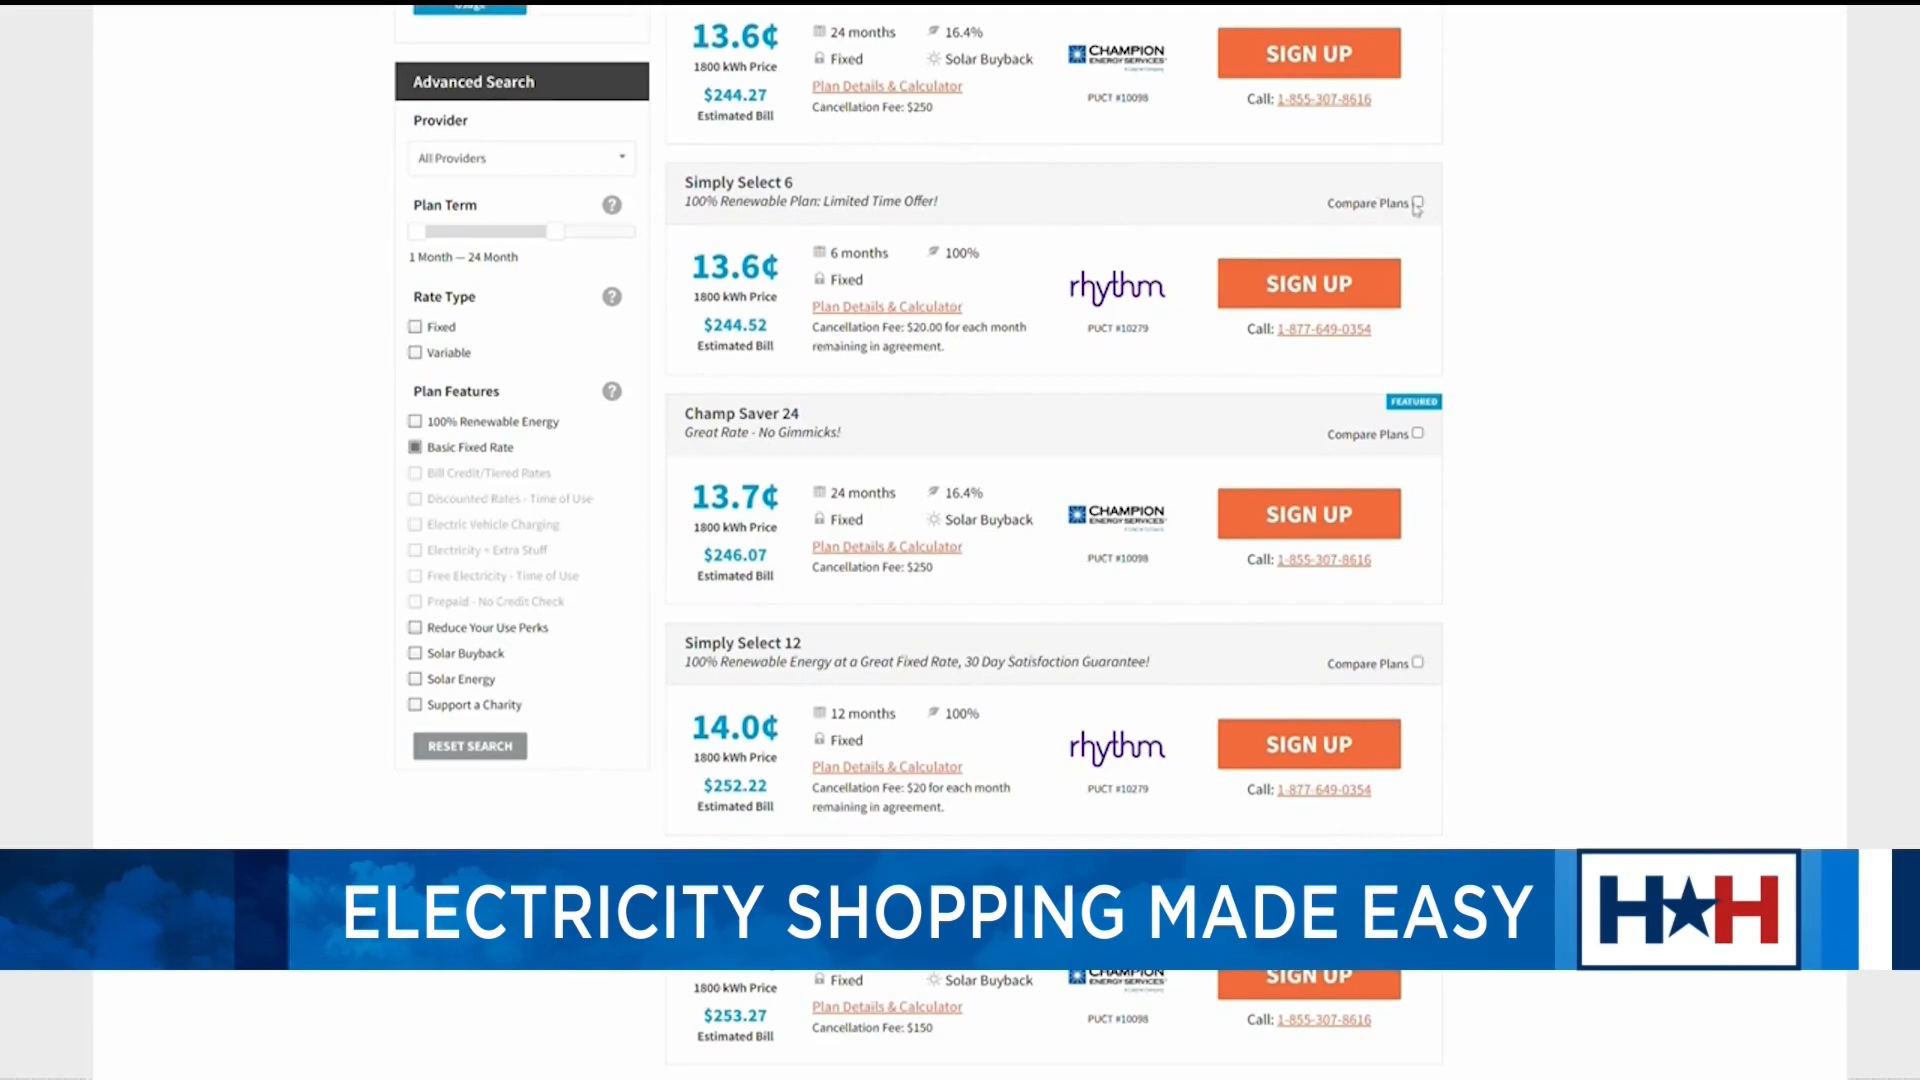 Usage
Advanced Search
Provider
All Providers
Plan Term
?
1 Month — 24 Month
Rate Type
?
Fixed
Variable
Plan Features
?
100% Renewable Energy
Basic Fixed Rate
Bill Credit/Tiered Rates
Discounted Rates - Time of Use
Electric Vehicle Charging
Electricity + Extra Stuff
Free Electricity - Time of Use
Prepaid - No Credit Check
Reduce Your Use Perks
Solar Buyback
Solar Energy
Support a Charity
RESET SEARCH
13.6¢
1800 kWh Price
$244.27
Estimated Bill
24 months
16.4%
Fixed
Solar Buyback
Plan Details & Calculator
Cancellation Fee: $250
CHAMPION
ENERGY SERVICES
PUCT #10098
SIGN UP
Call: 1-855-307-8616
Simply Select 6
100% Renewable Plan: Limited Time Offer!
Compare Plans
13.6¢
1800 kWh Price
$244.52
Estimated Bill
6 months
100%
Fixed
Plan Details & Calculator
Cancellation Fee: $20.00 for each month
remaining in agreement.
rhythm
PUCT #10279
SIGN UP
Call: 1-877-649-0354
FEATURED
Champ Saver 24
Great Rate - No Gimmicks!
Compare Plans
13.7¢
1800 kWh Price
$246.07
Estimated Bill
24 months
16.4%
Fixed
Solar Buyback
Plan Details & Calculator
Cancellation Fee: $250
CHAMPION
ENERGY SERVICES
PUCT #10098
SIGN UP
Call: 1-855-307-8616
Simply Select 12
100% Renewable Energy at a Great Fixed Rate, 30 Day Satisfaction Guarantee!
Compare Plans
14.0¢
1800 kWh Price
$252.22
Estimated Bill
12 months
100%
Fixed
Plan Details & Calculator
Cancellation Fee: $20 for each month
remaining in agreement.
rhythm
PUCT #10279
SIGN UP
Call: 1-877-649-0354
ELECTRICITY SHOPPING MADE EASY
H★H
1800 kWh Price
$253.27
Estimated Bill
Fixed
Solar Buyback
Plan Details & Calculator
Cancellation Fee: $150
CHAMPION
ENERGY SERVICES
PUCT #10098
SIGN UP
Call: 1-855-307-8616